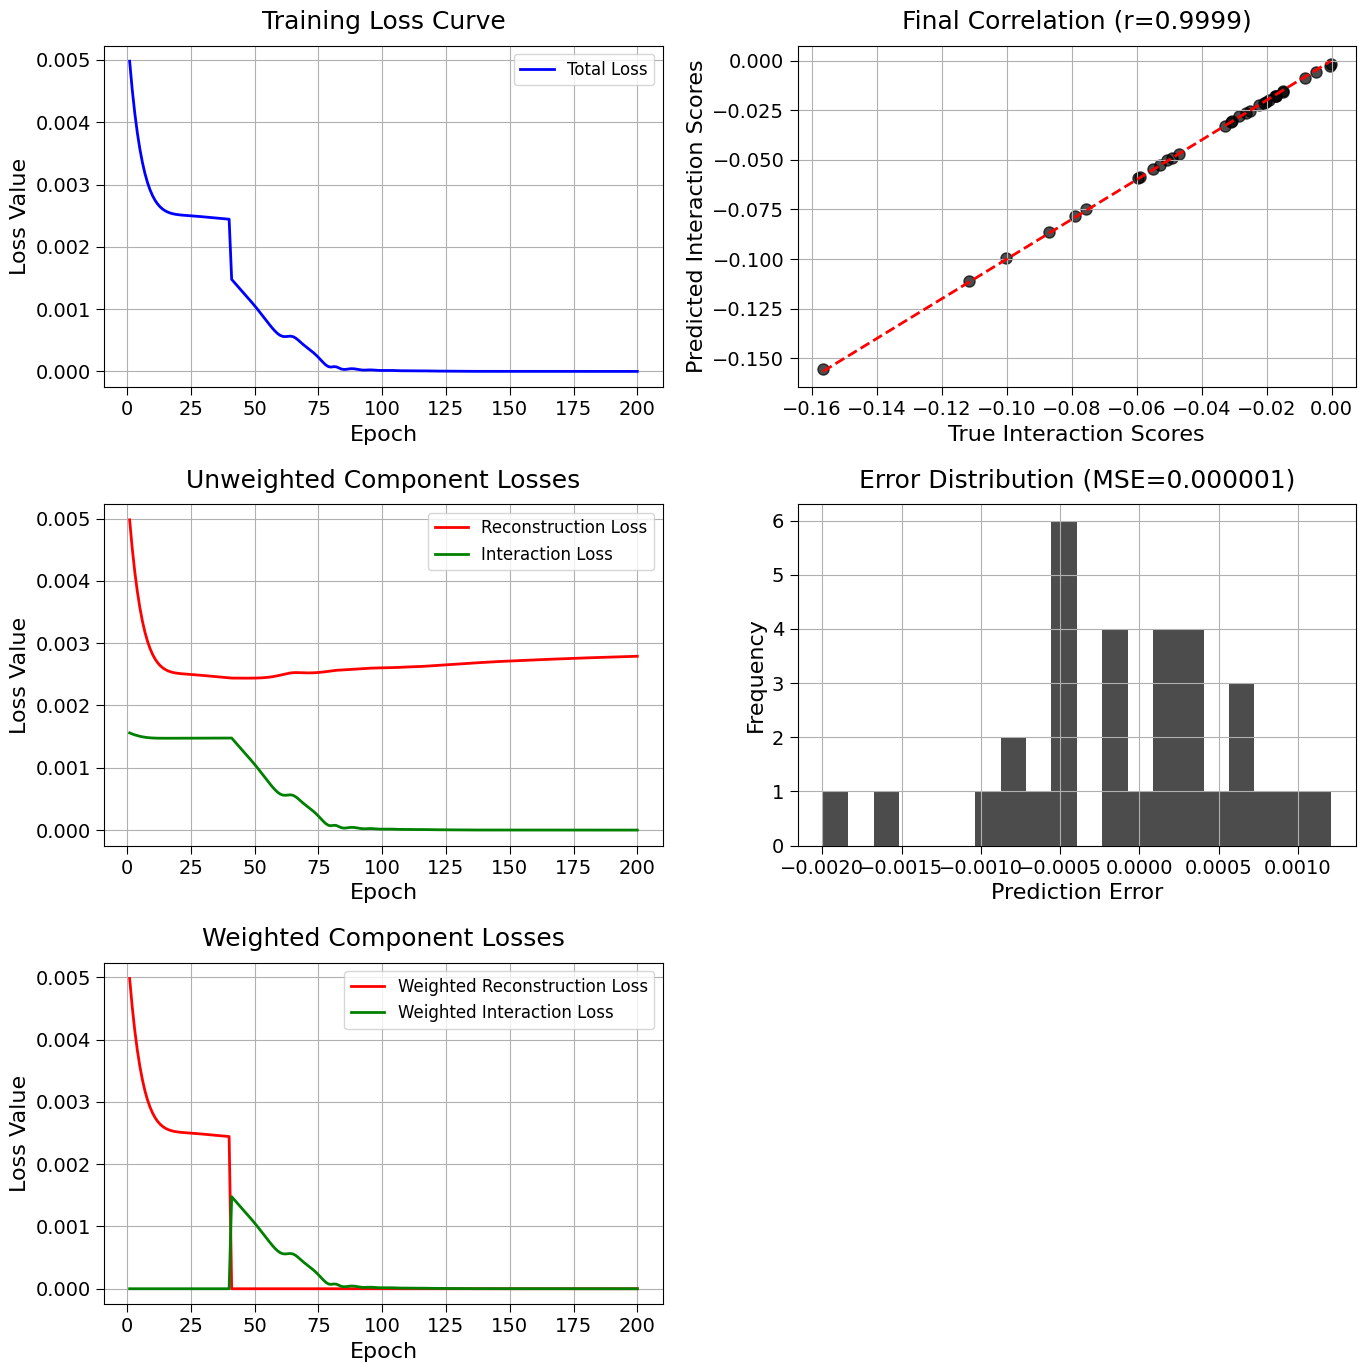 Training Loss Curve
Loss Value
0.005
0.004
0.003
0.002
0.001
0.000
Total Loss
0 25 50 75 100 125 150 175 200
Epoch
Final Correlation (r=0.9999)
Predicted Interaction Scores
0.000
−0.025
−0.050
−0.075
−0.100
−0.125
−0.150
−0.16 −0.14 −0.12 −0.10 −0.08 −0.06 −0.04 −0.02 0.00
True Interaction Scores
Unweighted Component Losses
Loss Value
0.005
0.004
0.003
0.002
0.001
0.000
Reconstruction Loss
Interaction Loss
0 25 50 75 100 125 150 175 200
Epoch
Error Distribution (MSE=0.000001)
Frequency
6
5
4
3
2
1
0
−0.0020 −0.0015 −0.0010 −0.0005 0.0000 0.0005 0.0010
Prediction Error
Weighted Component Losses
Loss Value
0.005
0.004
0.003
0.002
0.001
0.000
Weighted Reconstruction Loss
Weighted Interaction Loss
0 25 50 75 100 125 150 175 200
Epoch